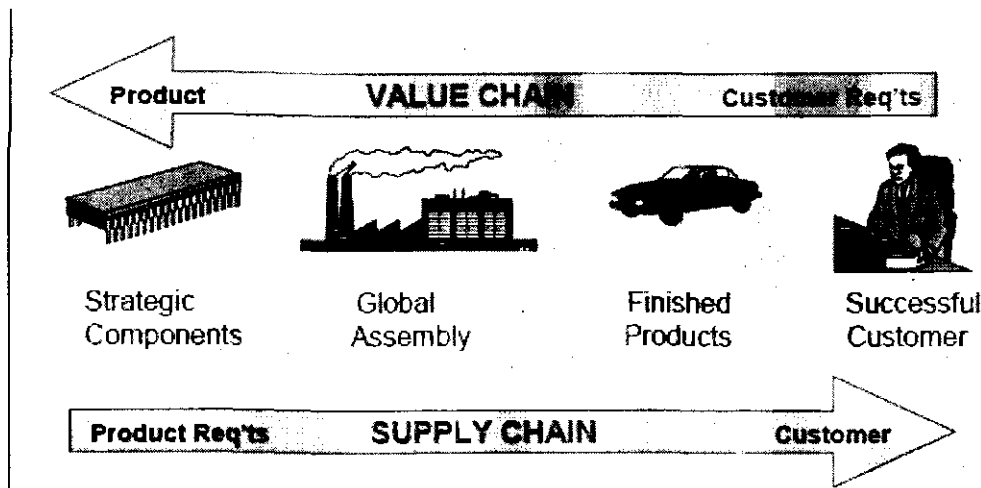 Product VALUE CHAIN Customer Req'ts
Strategic Components
Global Assembly
Finished Products
Successful Customer
Product Req'ts SUPPLY CHAIN Customer